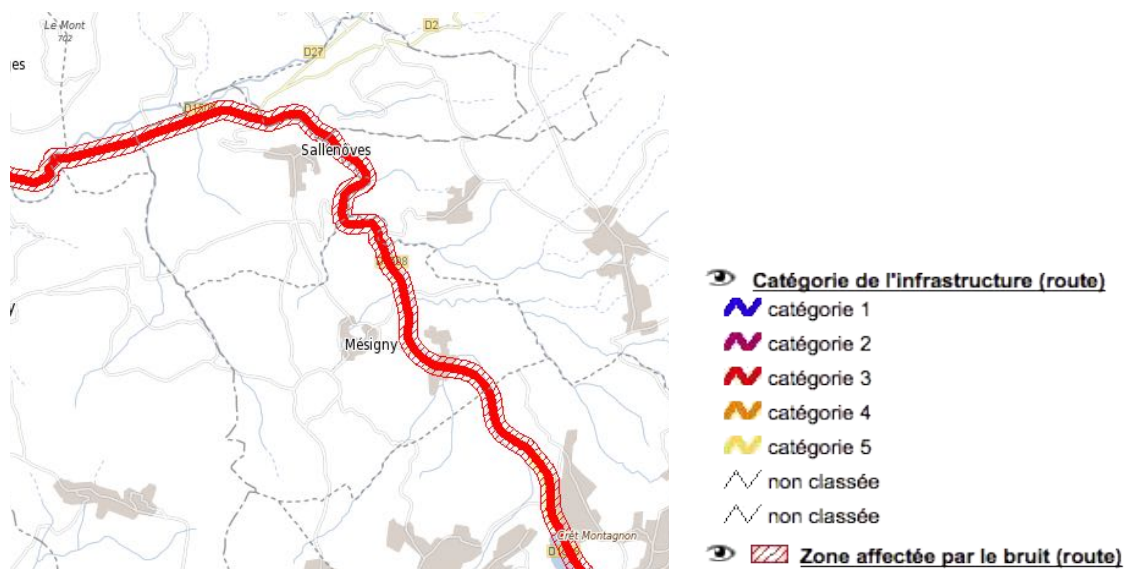 Le Mont
702
D2
D27
es
Sallenôves
y
Mésigny
Crêt Montagnon
Catégorie de l'infrastructure (route)
catégorie 1
catégorie 2
catégorie 3
catégorie 4
catégorie 5
non classée
non classée
Zone affectée par le bruit (route)